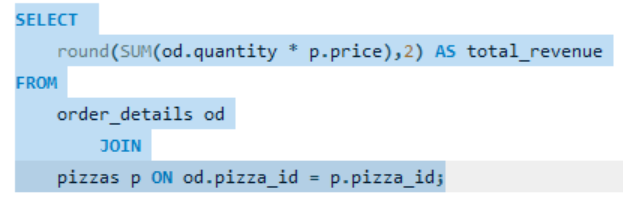 SELECT
round(SUM(od.quantity * p.price),2) AS total_revenue
FROM
order_details od
JOIN
pizzas p ON od.pizza_id = p.pizza_id;